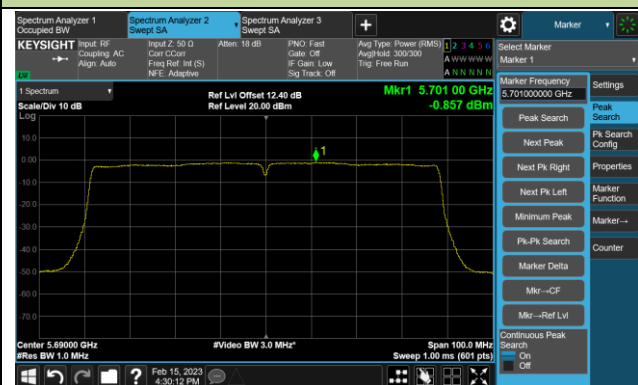 Spectrum Analyzer 1
Occupied BW
Spectrum Analyzer 2
Swept SA
Spectrum Analyzer 3
Swept SA
Marker
KEYSIGHT
Input: RF
Coupling: AC
Align: Auto
Input Z: 50 Ω
Corr CCorr
Freq Ref: Int (S)
NFE: Adaptive
Atten: 18 dB
PNO: Fast
Gate: Off
IF Gain: Low
Sig Track: Off
Avg Type: Power (RMS)
Avg|Hold: 300/300
Trig: Free Run
1 2 3 4 5 6
A W W W W W
A N N N N N
Select Marker
Marker 1
1 Spectrum
Scale/Div 10 dB
Log
Ref Lvl Offset 12.40 dB
Ref Level 20.00 dBm
Mkr1 5.701 00 GHz
-0.857 dBm
1
10.0
0.00
-10.0
-20.0
-30.0
-40.0
-50.0
-60.0
-70.0
Center 5.69000 GHz
#Res BW 1.0 MHz
#Video BW 3.0 MHz*
Span 100.0 MHz
Sweep 1.00 ms (601 pts)
Marker Frequency
5.701000000 GHz
Peak Search
Next Peak
Next Pk Right
Next Pk Left
Minimum Peak
Pk-Pk Search
Marker Delta
Mkr→CF
Mkr→Ref Lvl
Continuous Peak
Search
On
Off
Settings
Peak
Search
Pk Search
Config
Properties
Marker
Function
Marker→
Counter
?
Feb 15, 2023
4:30:12 PM